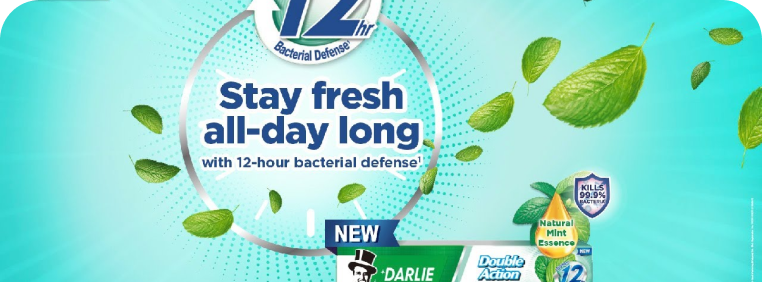 12hr
Bacterial Defense¹
Stay fresh
all-day long
with 12-hour bacterial defense¹
KILLS
99.9%
BACTERIA
Natural
Mint
Essence
NEW
NEW
DARLIE
Double
Action
12